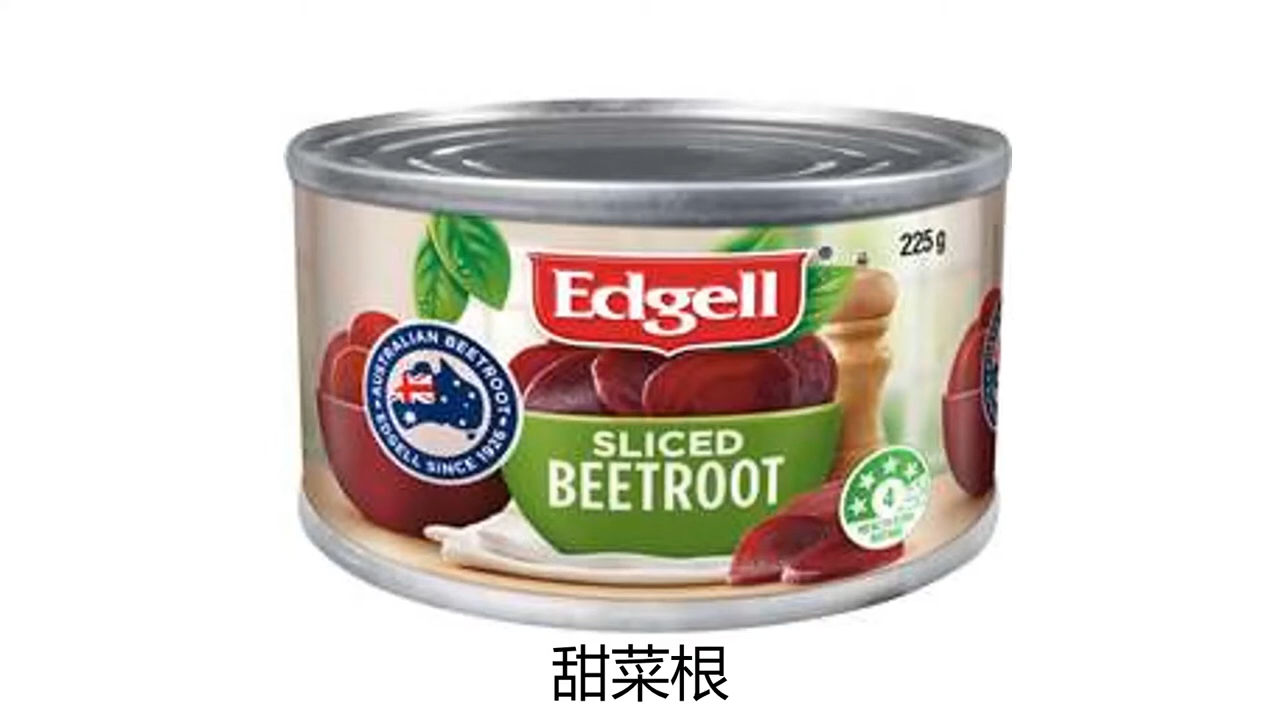 225g
Edgell
AUSTRALIAN BEETROOT
EDGELL SINCE 1926
SLICED
BEETROOT
4
甜菜根